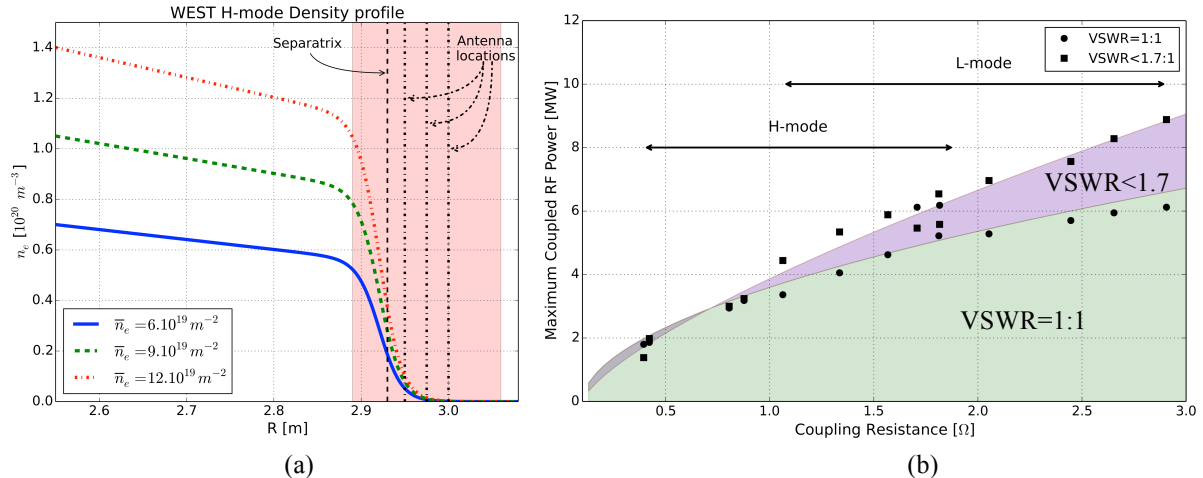 WEST H-mode Density profile
1.4
1.2
1.0
0.8
0.6
0.4
0.2
0.0
n_e [10^20 m^-3]
Separatrix
Antenna
locations
n̅_e = 6.10^19 m^-2
n̅_e = 9.10^19 m^-2
n̅_e = 12.10^19 m^-2
2.6 2.7 2.8 2.9 3.0
R [m]
(a)
12
10
8
6
4
2
0
Maximum Coupled RF Power [MW]
VSWR=1:1
VSWR<1.7:1
L-mode
H-mode
VSWR<1.7
VSWR=1:1
0.5 1.0 1.5 2.0 2.5 3.0
Coupling Resistance [Ω]
(b)